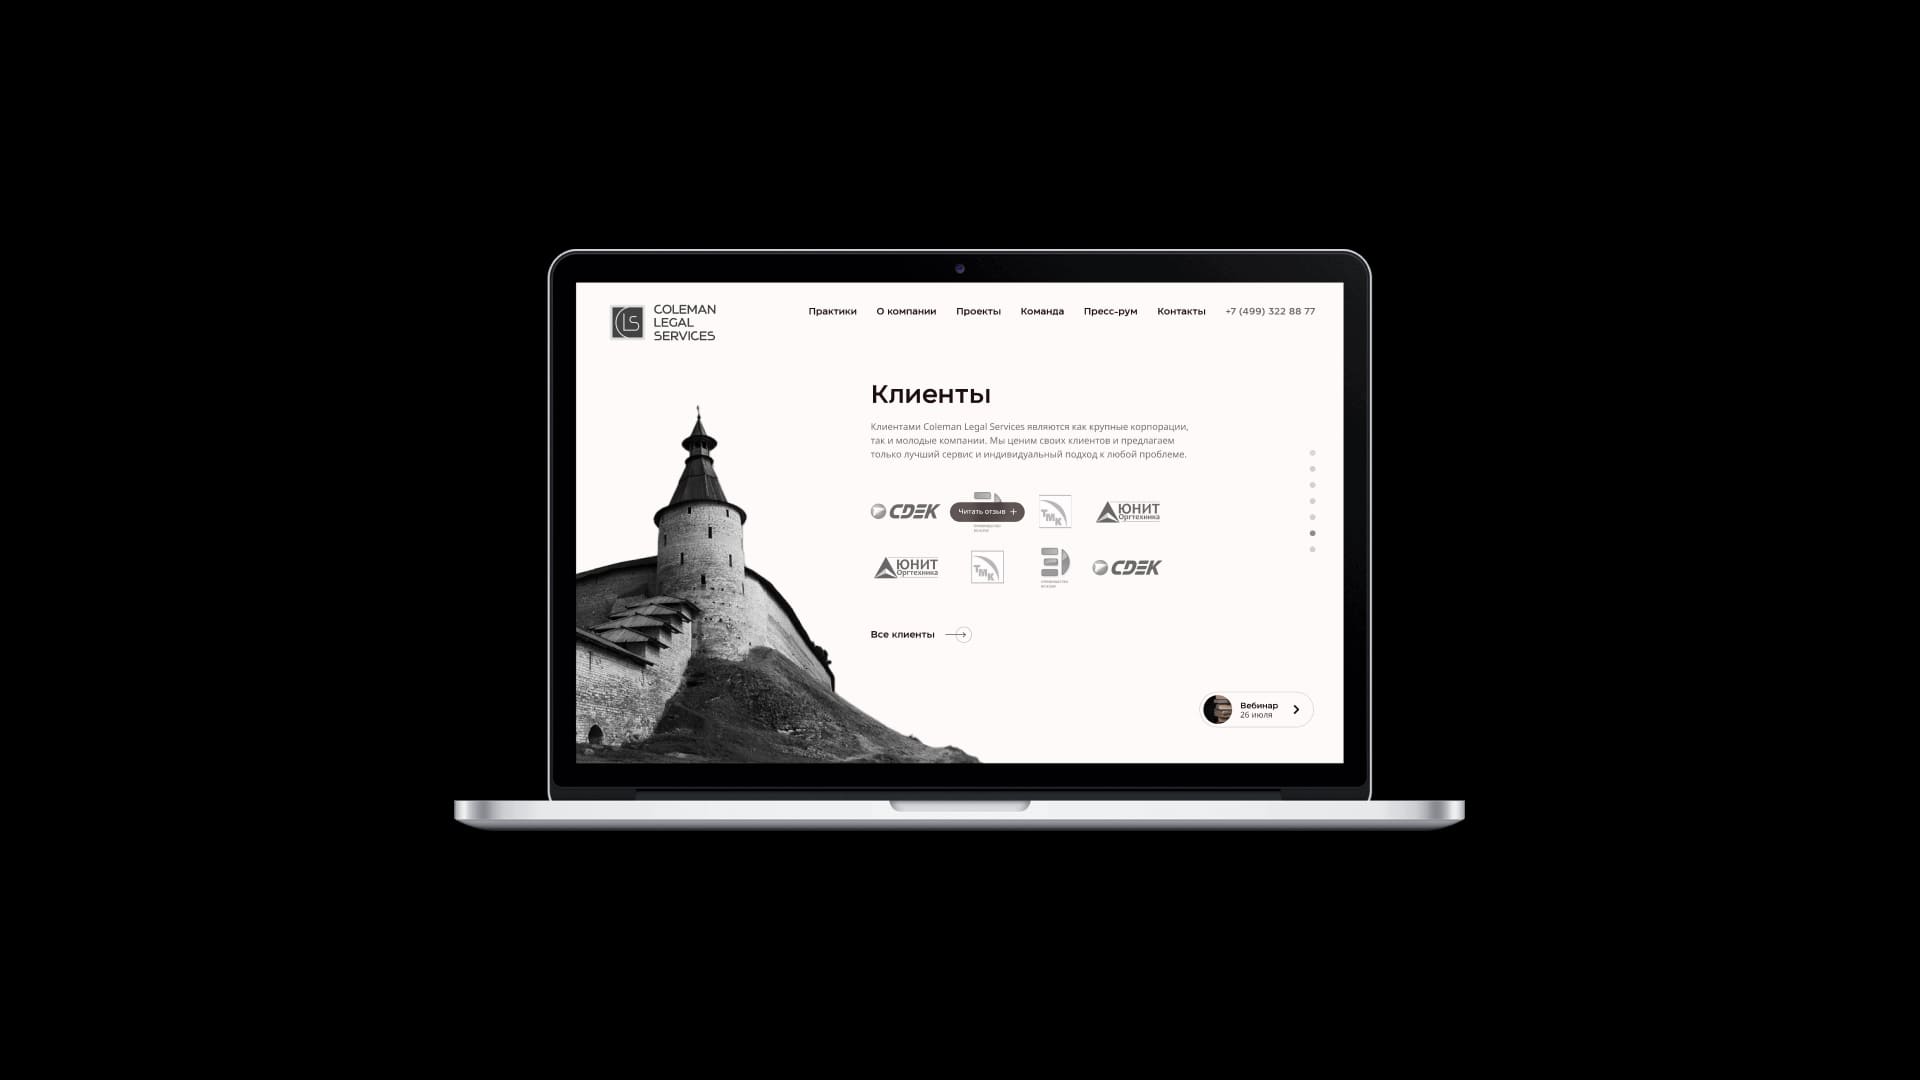 COLEMAN
LEGAL
SERVICES
Практики О компании Проекты Команда Пресс-рум Контакты +7 (499) 322 88 77
Клиенты
Клиентами Coleman Legal Services являются как крупные корпорации,
так и молодые компании. Мы ценим своих клиентов и предлагаем
только лучший сервис и индивидуальный подход к любой проблеме.
CDEK Читать отзыв + ТМК ЮНИТ
Оргтехника
ЮНИТ ТМК CDEK
Оргтехника
Все клиенты
Вебинар
26 июля